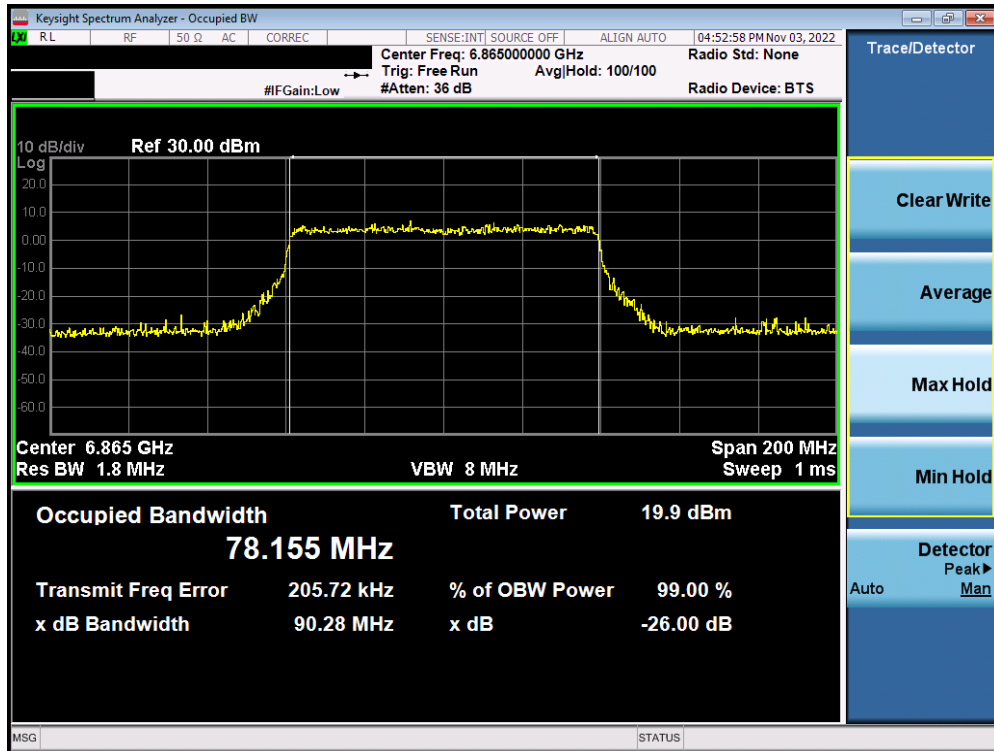 Keysight Spectrum Analyzer - Occupied BW
LXI RL RF 50 Ω AC CORREC SENSE:INT SOURCE OFF ALIGN AUTO 04:52:58 PM Nov 03, 2022
Center Freq: 6.865000000 GHz Radio Std: None
Trig: Free Run Avg|Hold: 100/100
#IFGain:Low #Atten: 36 dB Radio Device: BTS
Trace/Detector
10 dB/div Ref 30.00 dBm
Log
20.0
10.0
0.00
-10.0
-20.0
-30.0
-40.0
-50.0
-60.0
Center 6.865 GHz Span 200 MHz
Res BW 1.8 MHz VBW 8 MHz Sweep 1 ms
Occupied Bandwidth Total Power 19.9 dBm
78.155 MHz
Transmit Freq Error 205.72 kHz % of OBW Power 99.00 %
x dB Bandwidth 90.28 MHz x dB -26.00 dB
Clear Write
Average
Max Hold
Min Hold
Detector
Peak▶
Auto Man
MSG STATUS